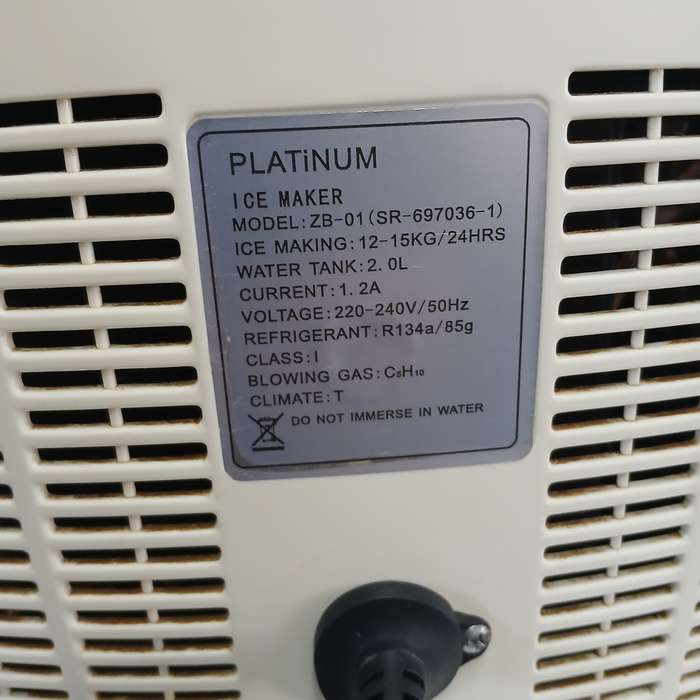 PLATiNUM
ICE MAKER
MODEL:ZB-01(SR-697036-1)
ICE MAKING:12-15KG/24HRS
WATER TANK:2.0L
CURRENT:1.2A
VOLTAGE:220-240V/50Hz
REFRIGERANT:R134a/85g
CLASS:I
BLOWING GAS:C₅H₁₀
CLIMATE:T
DO NOT IMMERSE IN WATER